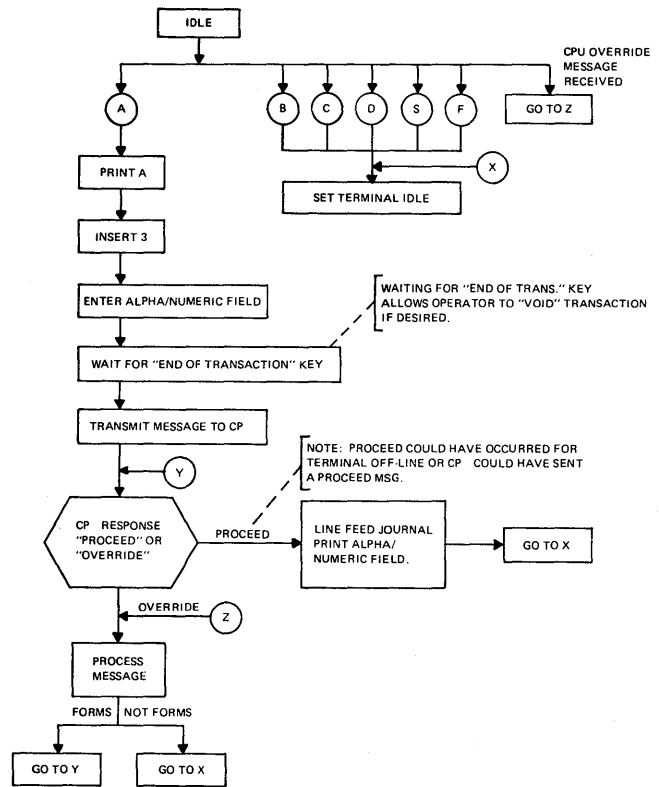 IDLE
CPU OVERRIDE
MESSAGE
RECEIVED
A
B
C
D
S
F
GO TO Z
PRINT A
X
SET TERMINAL IDLE
INSERT 3
ENTER ALPHA/NUMERIC FIELD
WAITING FOR "END OF TRANS." KEY
ALLOWS OPERATOR TO "VOID" TRANSACTION
IF DESIRED.
WAIT FOR "END OF TRANSACTION" KEY
TRANSMIT MESSAGE TO CP
Y
NOTE: PROCEED COULD HAVE OCCURRED FOR
TERMINAL OFF-LINE OR CP COULD HAVE SENT
A PROCEED MSG.
CP RESPONSE
"PROCEED" OR
"OVERRIDE"
PROCEED
LINE FEED JOURNAL
PRINT ALPHA/
NUMERIC FIELD.
GO TO X
OVERRIDE
Z
PROCESS
MESSAGE
FORMS
NOT FORMS
GO TO Y
GO TO X